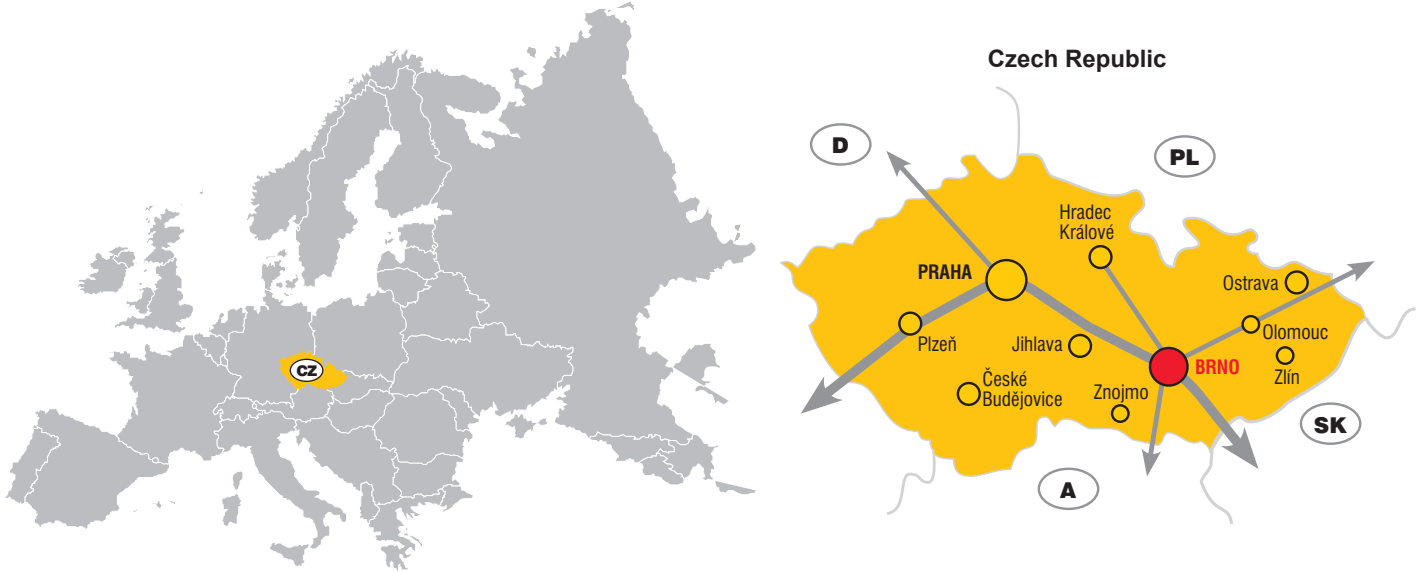 CZ
Czech Republic
D
PL
Hradec
Králové
PRAHA
Ostrava
Plzeň
Jihlava
Olomouc
BRNO
Zlín
České
Budějovice
Znojmo
SK
A